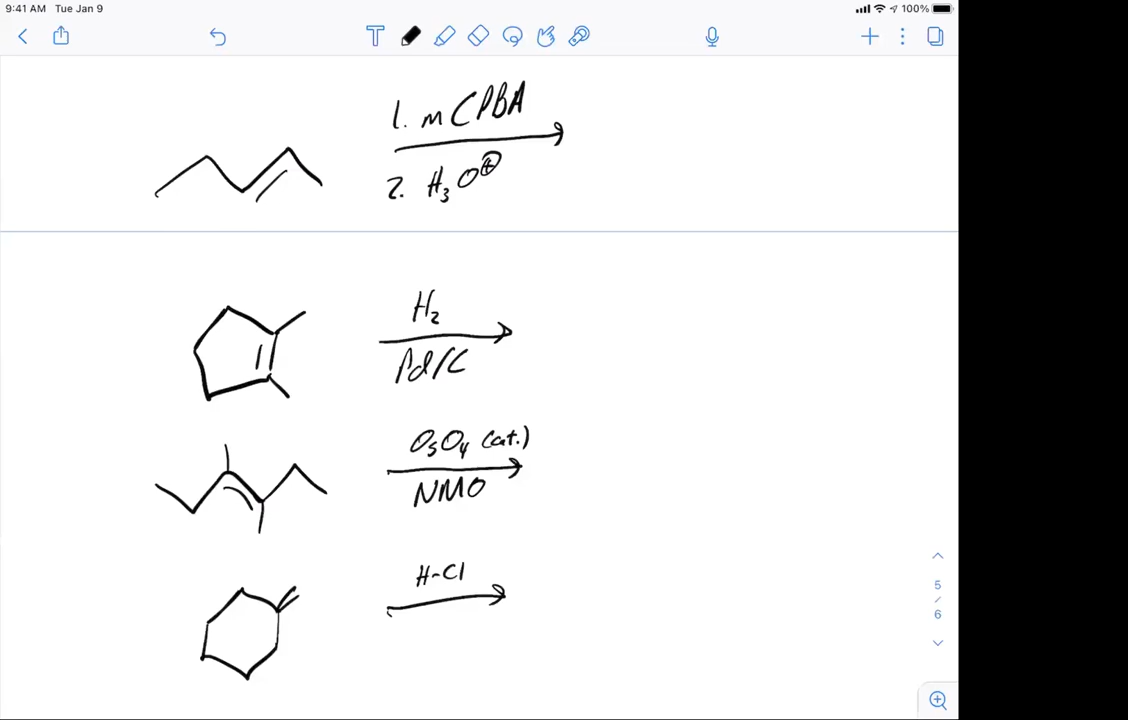 9:41 AM Tue Jan 9
100%
1. mCPBA
2. H3O⊕
H2
Pd/C
OsO4 (cat.)
NMO
H-Cl
5
/
6